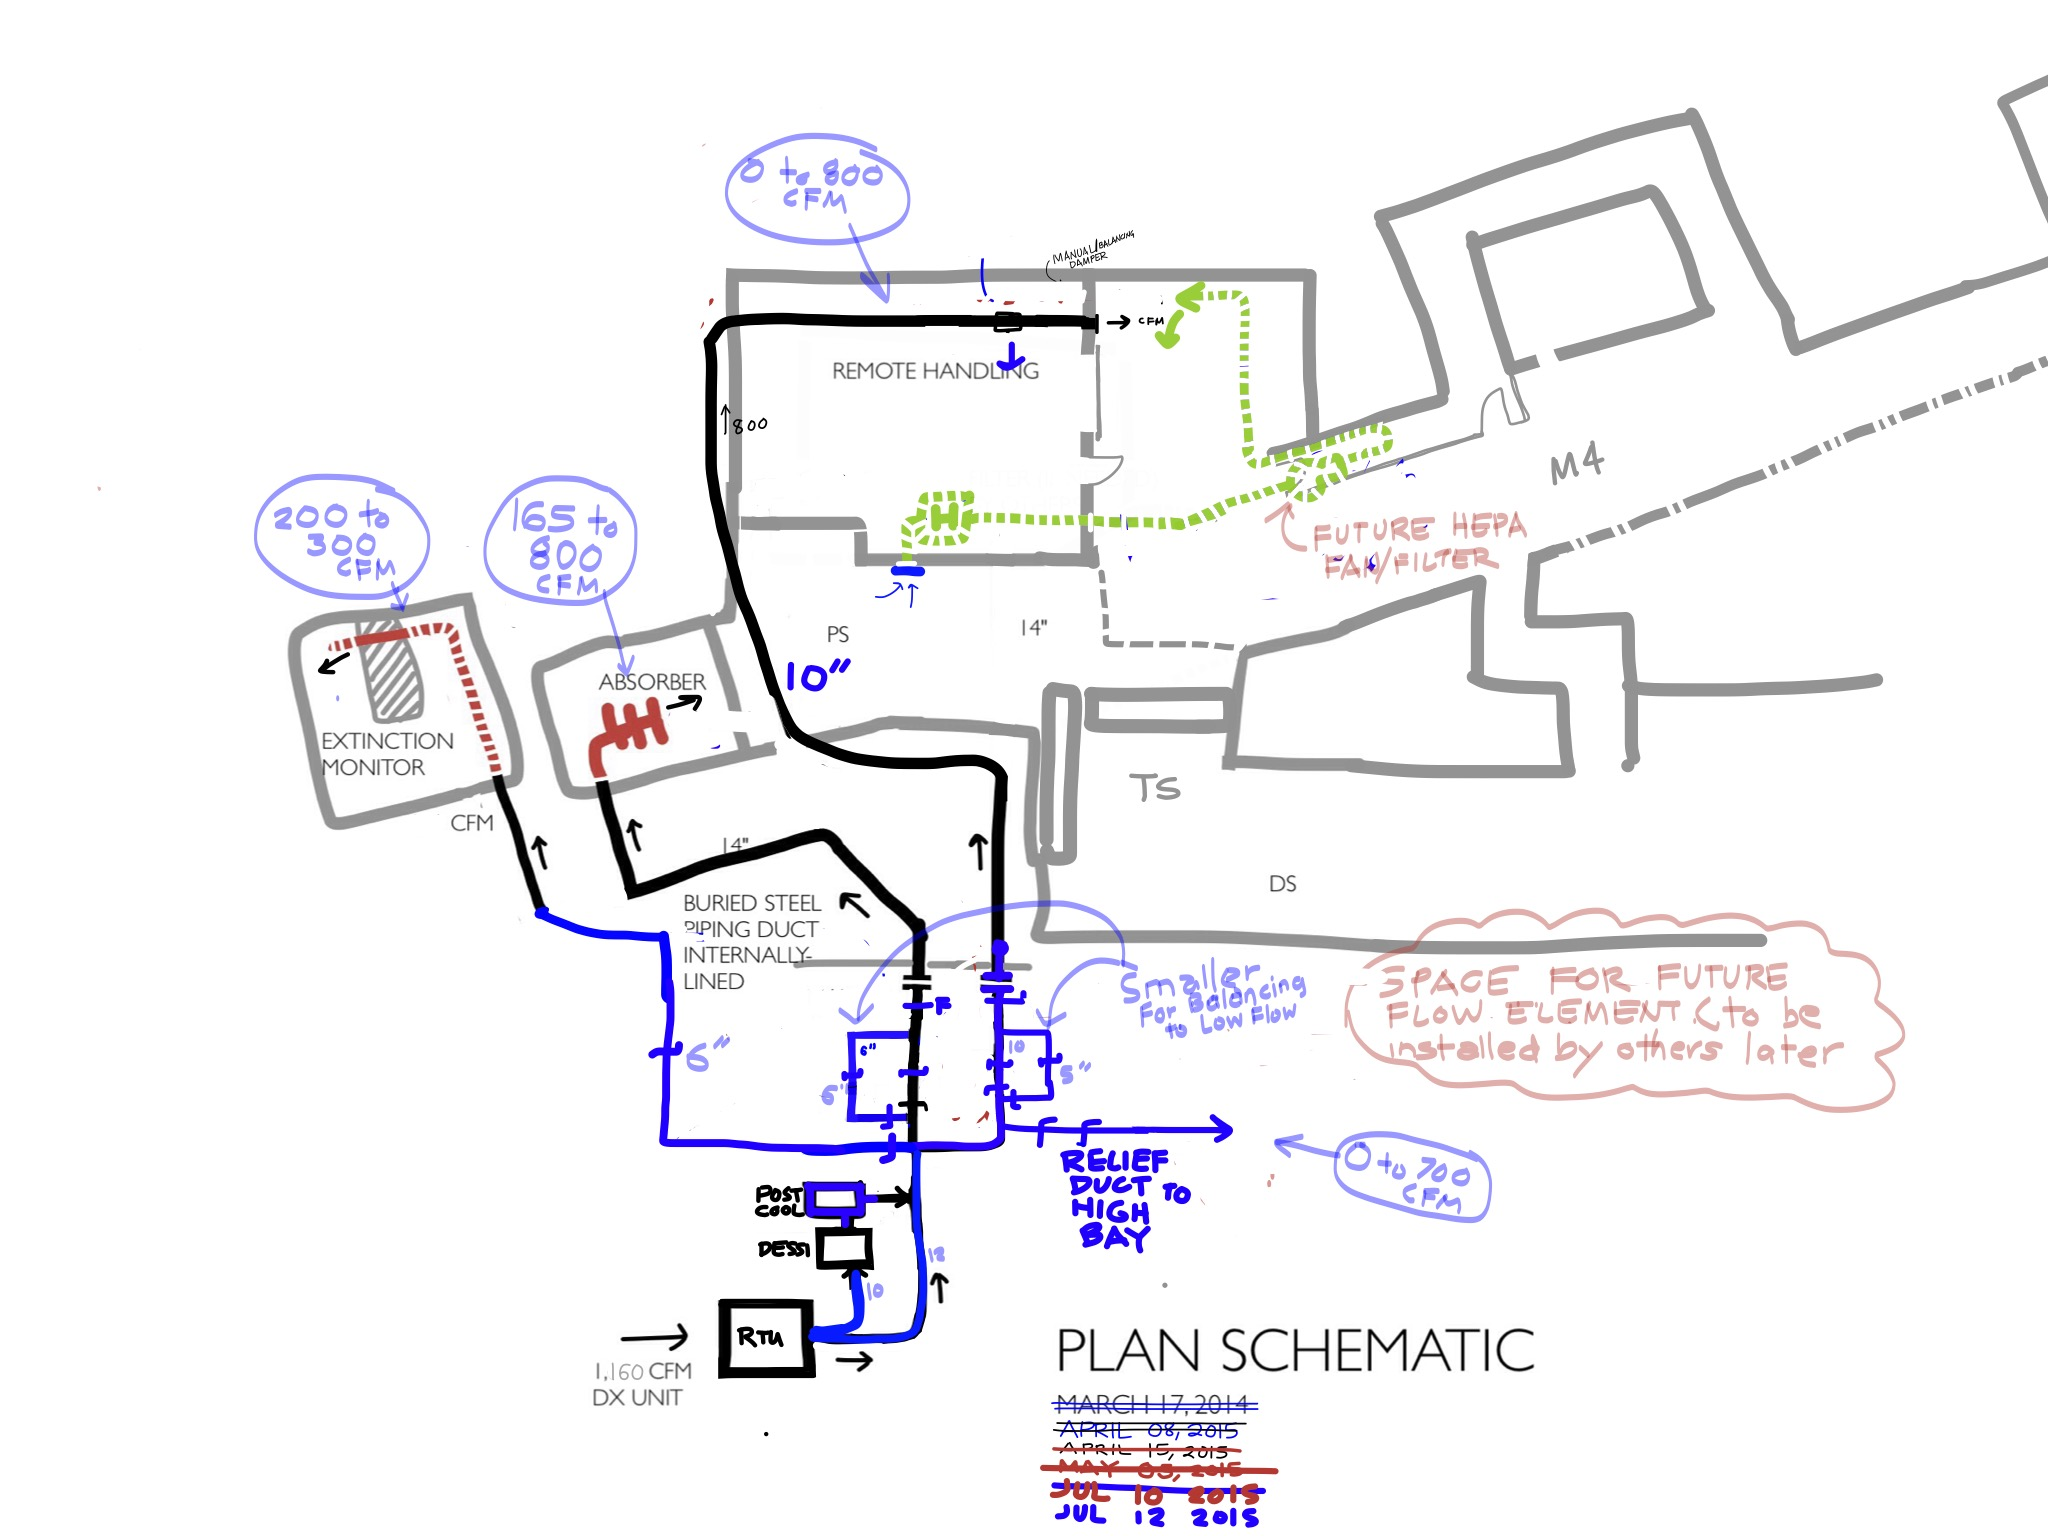 0 to 800
CFM
MANUAL/BALANCING
DAMPER
CFM
REMOTE HANDLING
800
M4
200 to
300
CFM
165 to
800
CFM
H
FUTURE HEPA
FAN/FILTER
PS
14"
10"
ABSORBER
EXTINCTION
MONITOR
CFM
TS
14"
DS
BURIED STEEL
PIPING DUCT
INTERNALLY-
LINED
Smaller
For Balancing
to Low Flow
SPACE FOR FUTURE
FLOW ELEMENT. (to be
installed by others later
F
6"
6"
6"
10
5"
RELIEF
DUCT TO
HIGH
BAY
0 to 700
CFM
POST
COOL
DESSI
12
10
RTU
1,160 CFM
DX UNIT
PLAN SCHEMATIC
MARCH 17, 2014
APRIL 08, 2015
APRIL 15, 2015
MAY 05, 2015
JUL 10 2015
JUL 12 2015